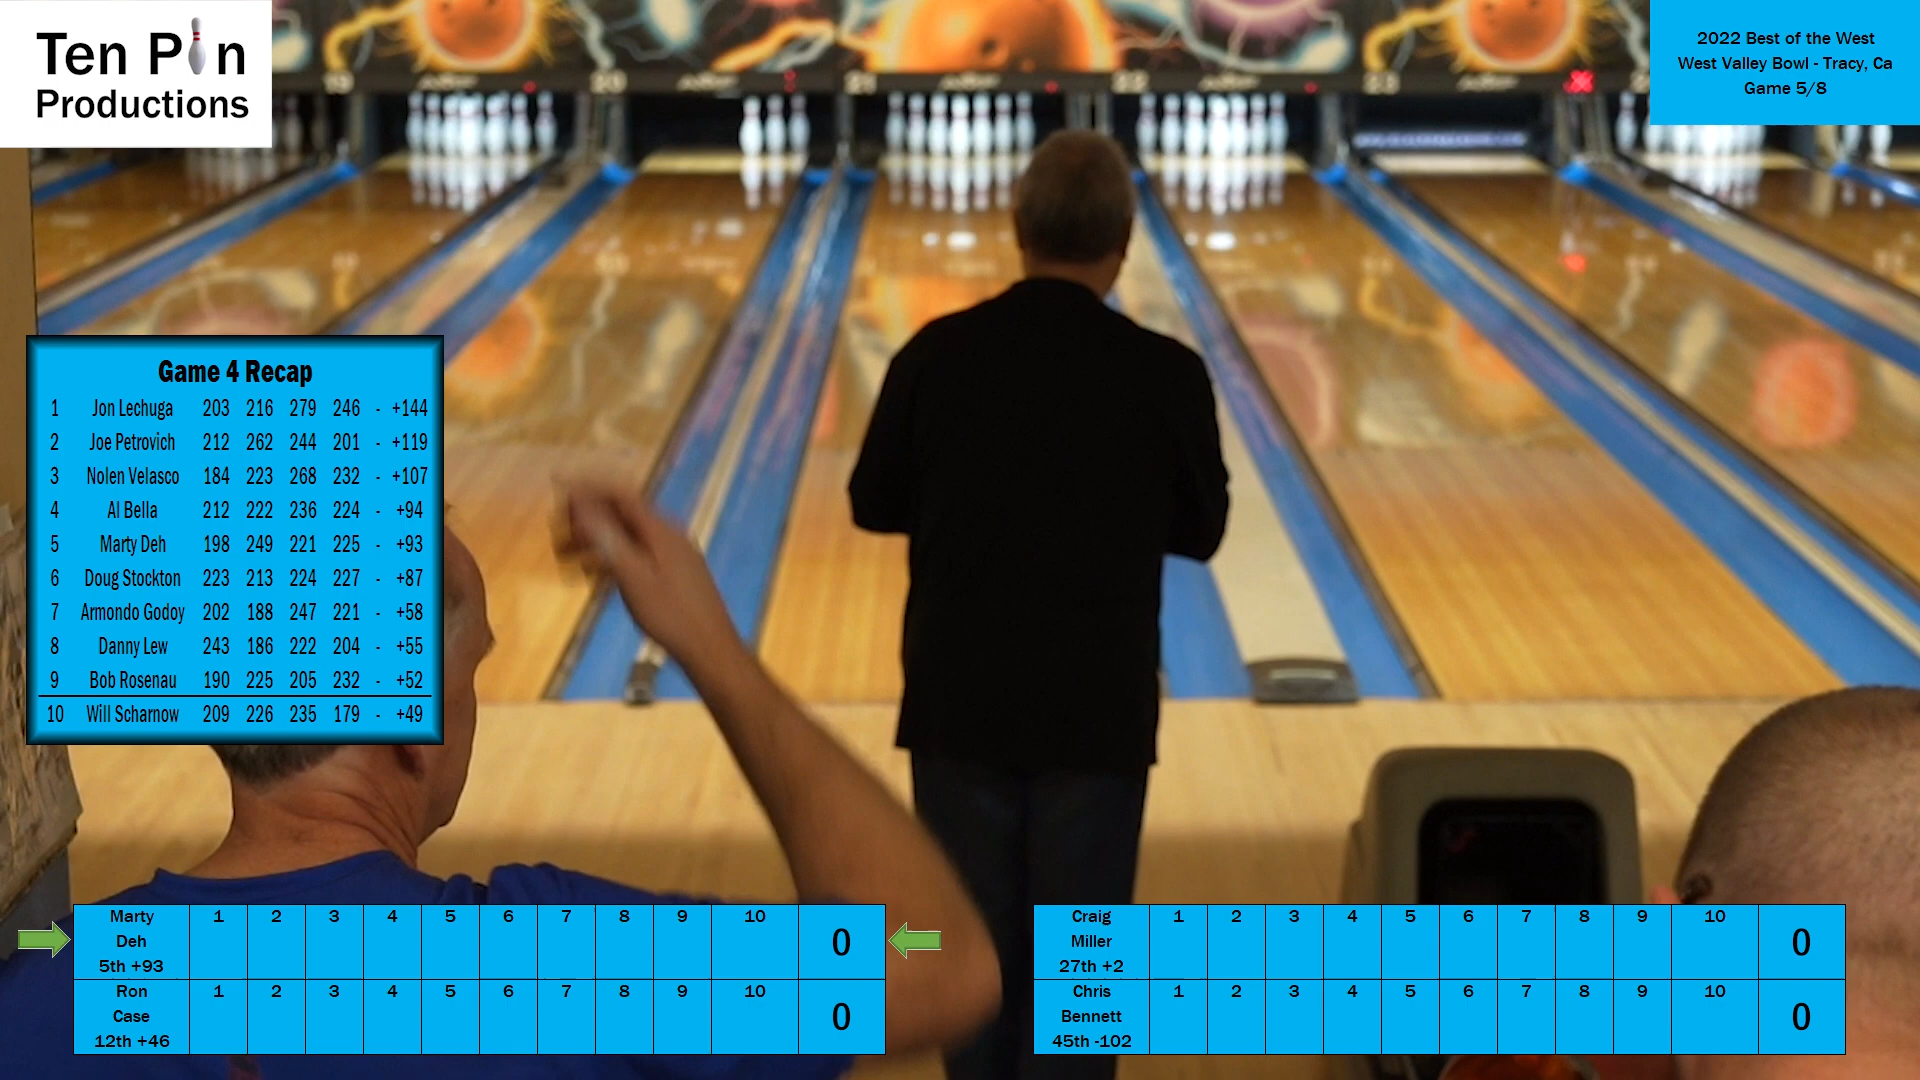 Ten Pin
Productions
2022 Best of the West
West Valley Bowl - Tracy, Ca
Game 5/8
19 20 21 22 23
Game 4 Recap
1 Jon Lechuga 203 216 279 246 - +144
2 Joe Petrovich 212 262 244 201 - +119
3 Nolen Velasco 184 223 268 232 - +107
4 Al Bella 212 222 236 224 - +94
5 Marty Deh 198 249 221 225 - +93
6 Doug Stockton 223 213 224 227 - +87
7 Armondo Godoy 202 188 247 221 - +58
8 Danny Lew 243 186 222 204 - +55
9 Bob Rosenau 190 225 205 232 - +52
10 Will Scharnow 209 226 235 179 - +49
Marty 1 2 3 4 5 6 7 8 9 10
Deh 0
5th +93
Ron 1 2 3 4 5 6 7 8 9 10
Case 0
12th +46
Craig 1 2 3 4 5 6 7 8 9 10
Miller 0
27th +2
Chris 1 2 3 4 5 6 7 8 9 10
Bennett 0
45th -102